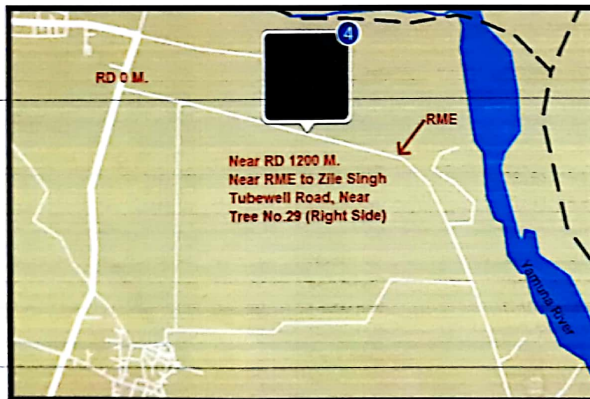 4
RD 0 M.
RME
Near RD 1200 M.
Near RME to Zile Singh
Tubewell Road, Near
Tree No.29 (Right Side)
Yamuna River